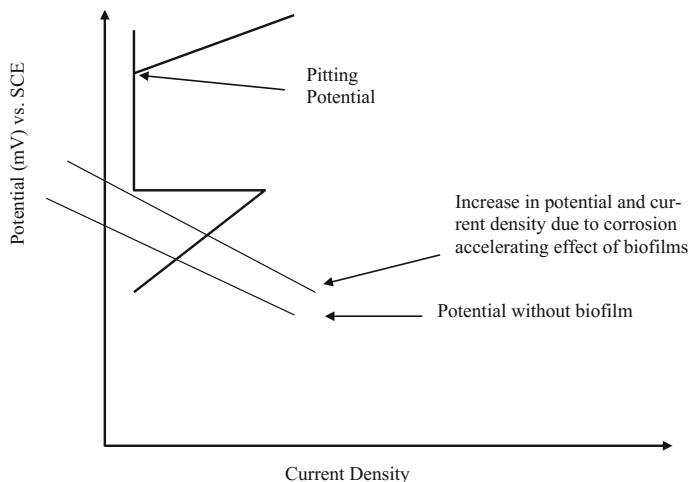 Potential (mV) vs. SCE
Pitting
Potential
Increase in potential and cur-
rent density due to corrosion
accelerating effect of biofilms
Potential without biofilm
Current Density